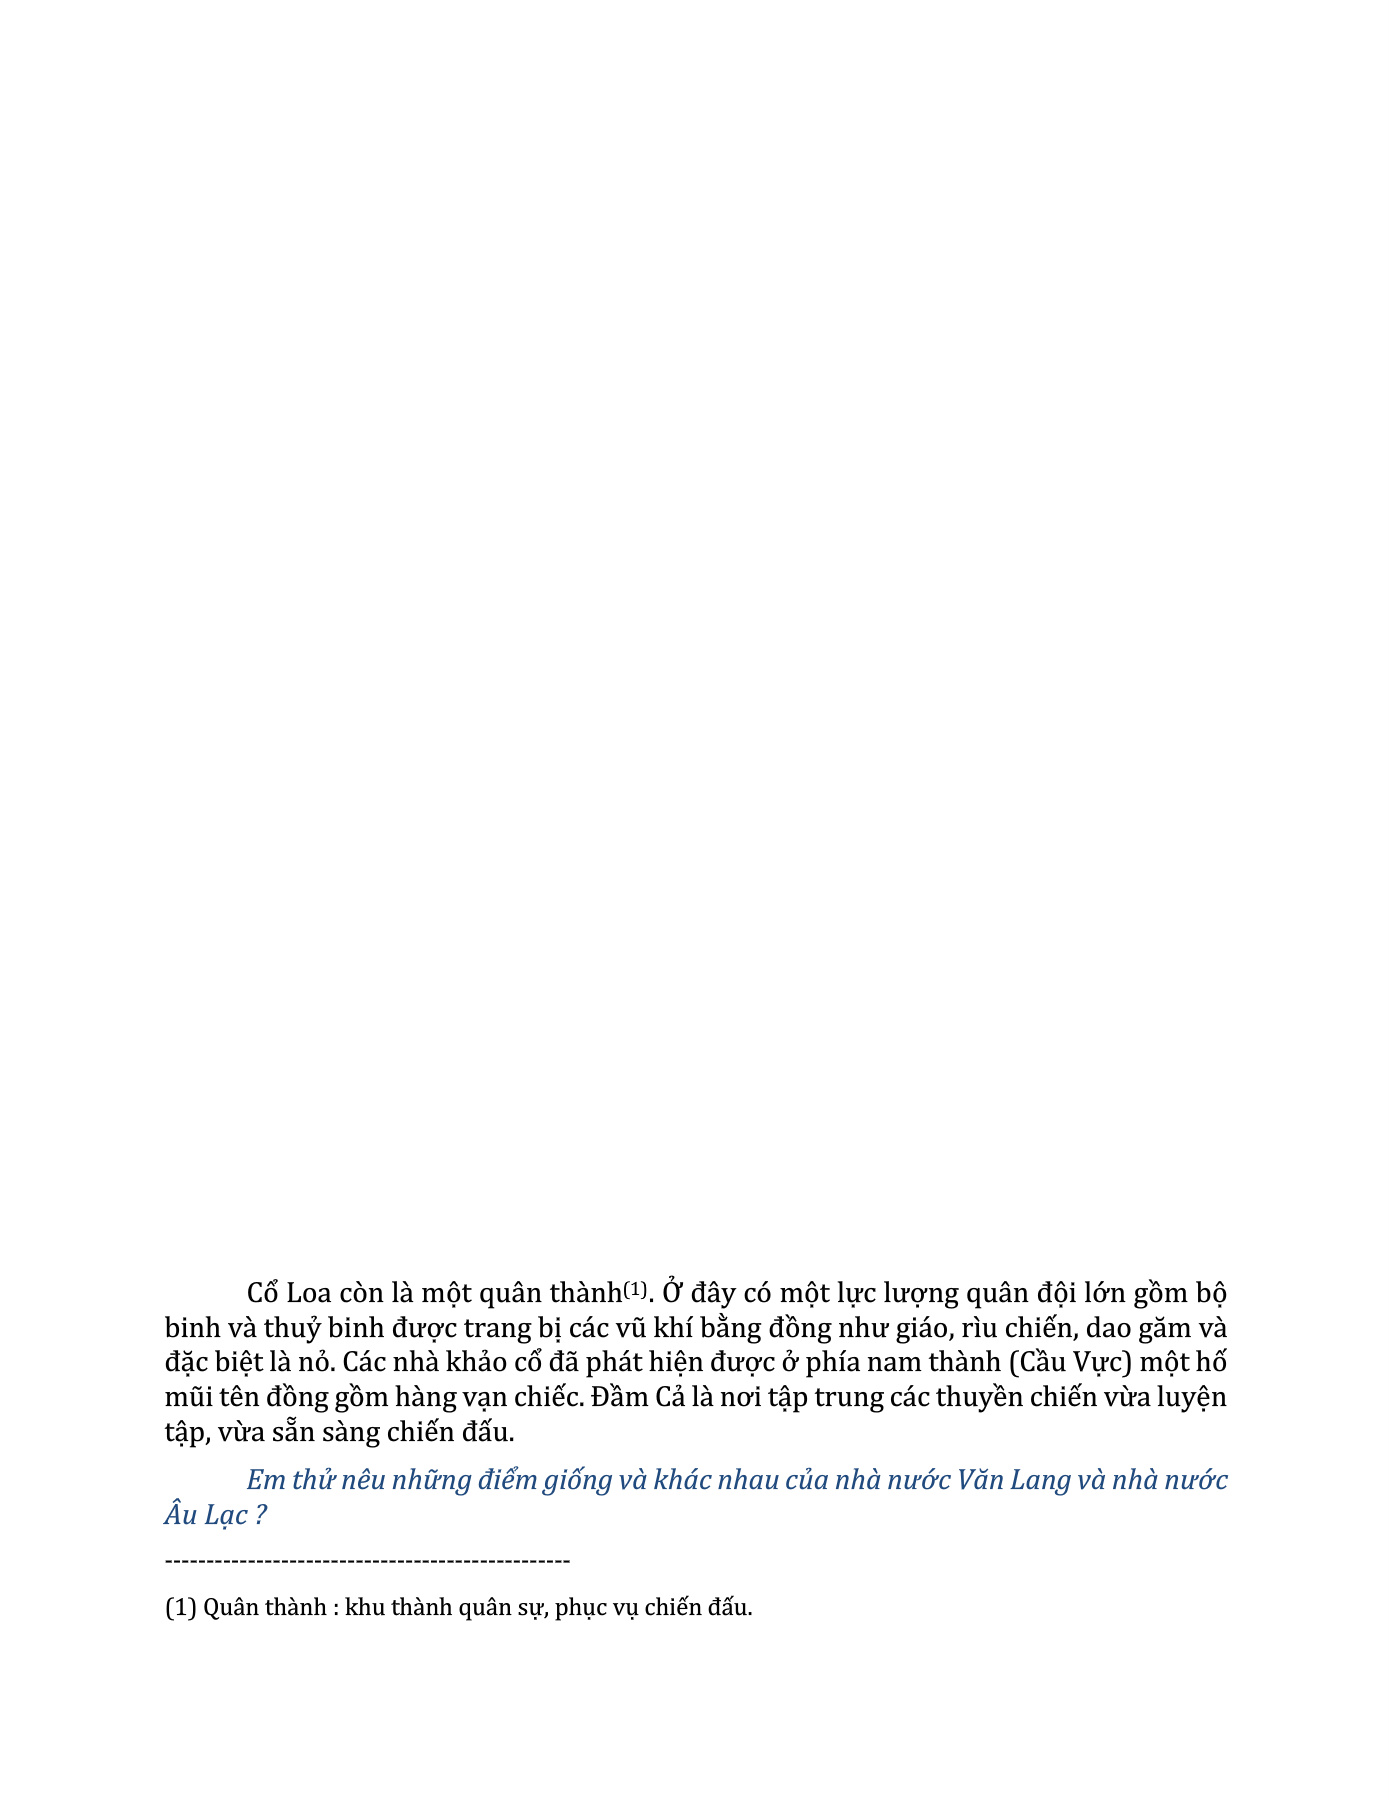 Cổ Loa còn là một quân thành(1). Ở đây có một lực lượng quân đội lớn gồm bộ
binh và thuỷ binh được trang bị các vũ khí bằng đồng như giáo, rìu chiến, dao găm và
đặc biệt là nỏ. Các nhà khảo cổ đã phát hiện được ở phía nam thành (Cầu Vực) một hố
mũi tên đồng gồm hàng vạn chiếc. Đầm Cả là nơi tập trung các thuyền chiến vừa luyện
tập, vừa sẵn sàng chiến đấu.
Em thử nêu những điểm giống và khác nhau của nhà nước Văn Lang và nhà nước
Âu Lạc ?
-------------------------------------------------
(1) Quân thành : khu thành quân sự, phục vụ chiến đấu.